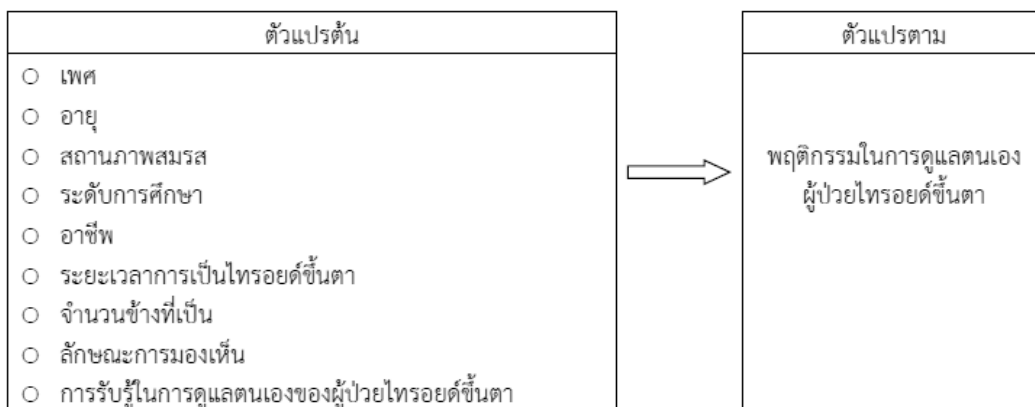 ตัวแปรต้น
○ เพศ
○ อายุ
○ สถานภาพสมรส
○ ระดับการศึกษา
○ อาชีพ
○ ระยะเวลาการเป็นไทรอยด์ขึ้นตา
○ จำนวนข้างที่เป็น
○ ลักษณะการมองเห็น
○ การรับรู้ในการดูแลตนเองของผู้ป่วยไทรอยด์ขึ้นตา
ตัวแปรตาม
พฤติกรรมในการดูแลตนเอง
ผู้ป่วยไทรอยด์ขึ้นตา